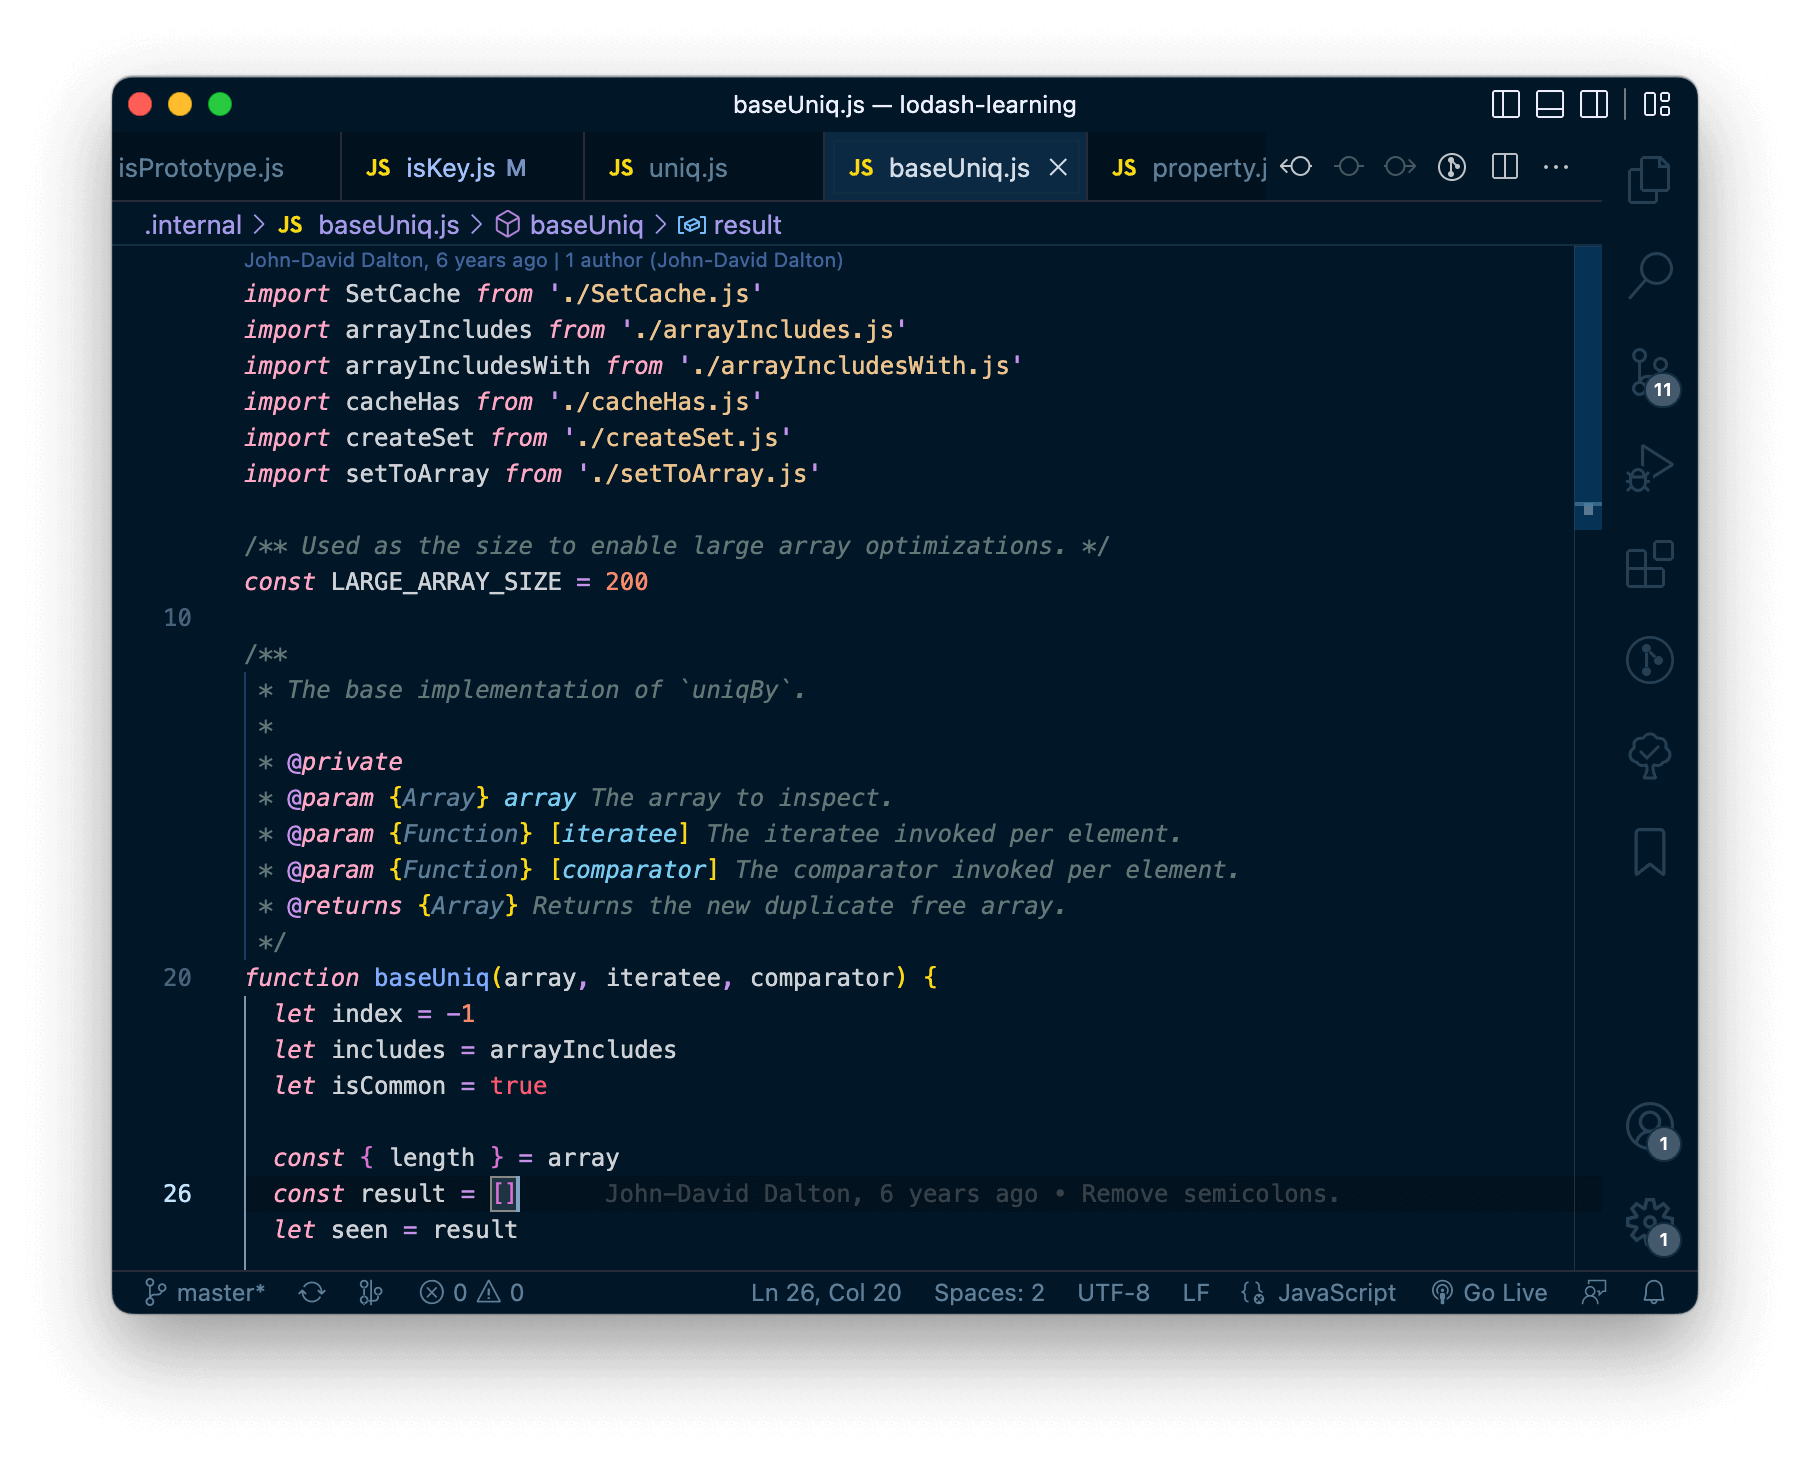 baseUniq.js — lodash-learning
isPrototype.js JS isKey.js M JS uniq.js JS baseUniq.js JS property.j
.internal > JS baseUniq.js > baseUniq > result
John-David Dalton, 6 years ago | 1 author (John-David Dalton)
import SetCache from './SetCache.js'
import arrayIncludes from './arrayIncludes.js'
import arrayIncludesWith from './arrayIncludesWith.js'
import cacheHas from './cacheHas.js'
import createSet from './createSet.js'
import setToArray from './setToArray.js'
/** Used as the size to enable large array optimizations. */
const LARGE_ARRAY_SIZE = 200
10
/**
* The base implementation of `uniqBy`.
*
* @private
* @param {Array} array The array to inspect.
* @param {Function} [iteratee] The iteratee invoked per element.
* @param {Function} [comparator] The comparator invoked per element.
* @returns {Array} Returns the new duplicate free array.
*/
20 function baseUniq(array, iteratee, comparator) {
let index = -1
let includes = arrayIncludes
let isCommon = true
const { length } = array
26 const result = [] John-David Dalton, 6 years ago • Remove semicolons.
let seen = result
11
1
1
master* 0 0 Ln 26, Col 20 Spaces: 2 UTF-8 LF JavaScript Go Live